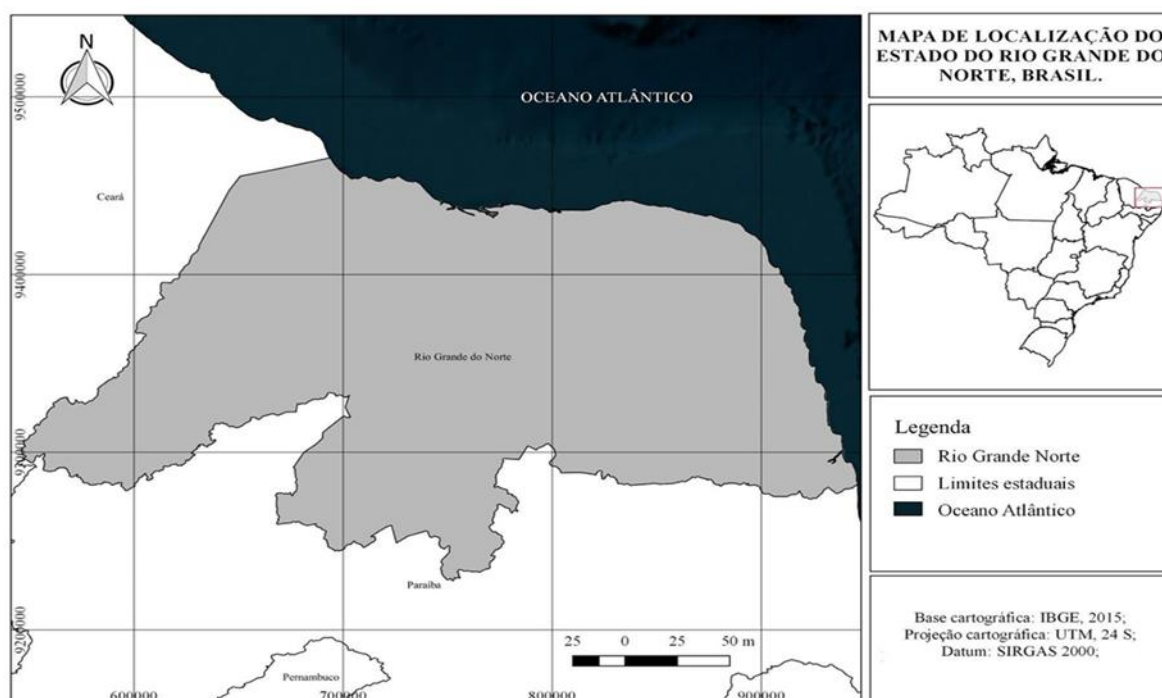 N
OCEANO ATLÂNTICO
Ceará
Rio Grande do Norte
Paraíba
Pernambuco
9500000
9400000
9200000
600000
700000
800000
900000
25 0 25 50 m
MAPA DE LOCALIZAÇÃO DO
ESTADO DO RIO GRANDE DO
NORTE, BRASIL.
Legenda
Rio Grande Norte
Limites estaduais
Oceano Atlântico
Base cartográfica: IBGE, 2015;
Projeção cartográfica: UTM, 24 S;
Datum: SIRGAS 2000;